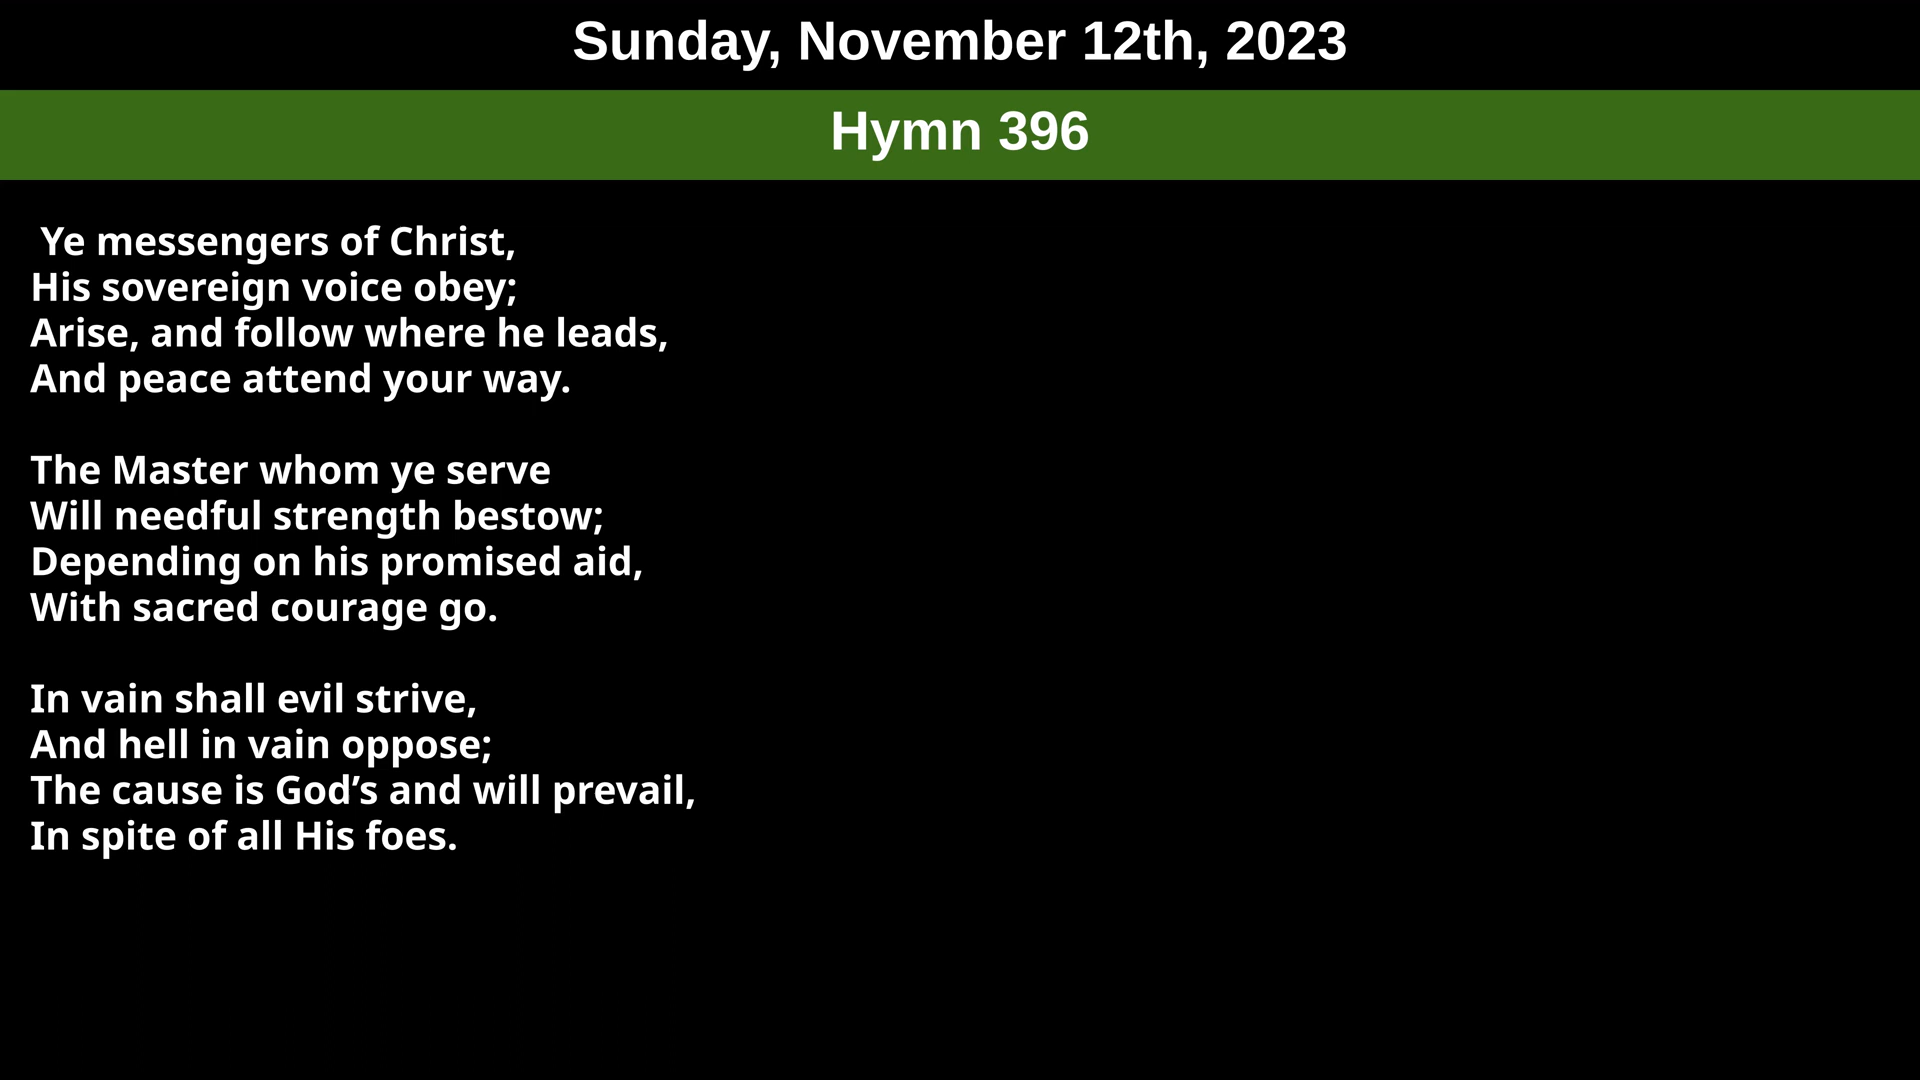 Sunday, November 12th, 2023
Hymn 396
Ye messengers of Christ,
His sovereign voice obey;
Arise, and follow where he leads,
And peace attend your way.
The Master whom ye serve
Will needful strength bestow;
Depending on his promised aid,
With sacred courage go.
In vain shall evil strive,
And hell in vain oppose;
The cause is God’s and will prevail,
In spite of all His foes.